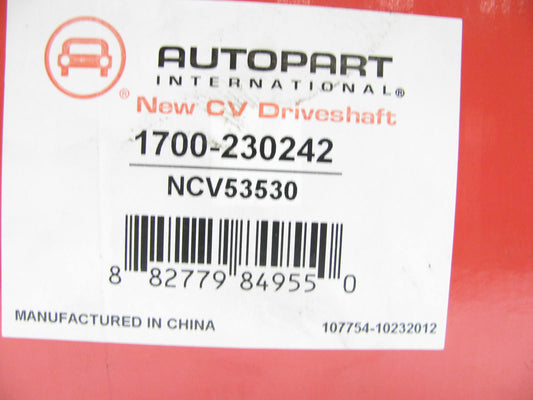 AUTOPART
INTERNATIONAL®
® New CV Driveshaft
1700-230242
NCV53530
8 82779 84955 0
MANUFACTURED IN CHINA
107754-10232012